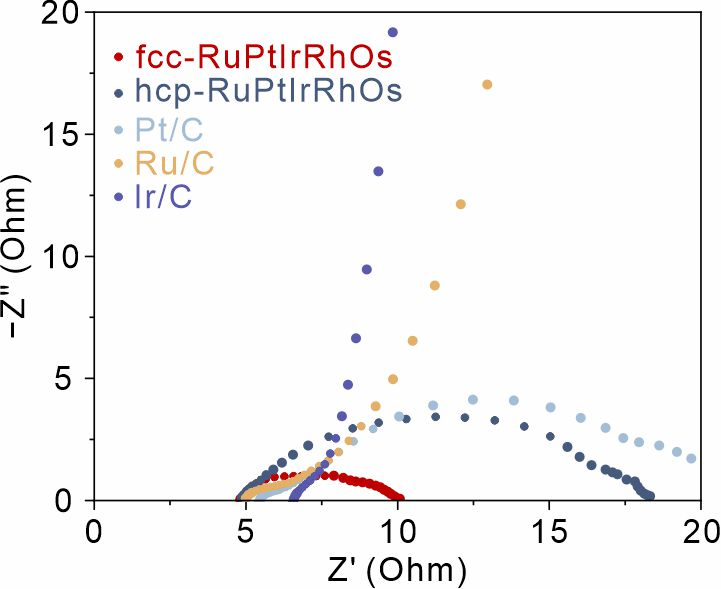 20
fcc-RuPtIrRhOs
hcp-RuPtIrRhOs
Pt/C
Ru/C
Ir/C
15
10
5
0
−Z" (Ohm)
0 5 10 15 20
Z' (Ohm)